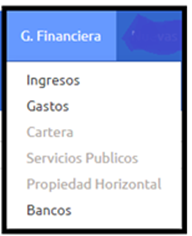 G. Financiera
Ingresos
Gastos
Cartera
Servicios Publicos
Propiedad Horizontal
Bancos